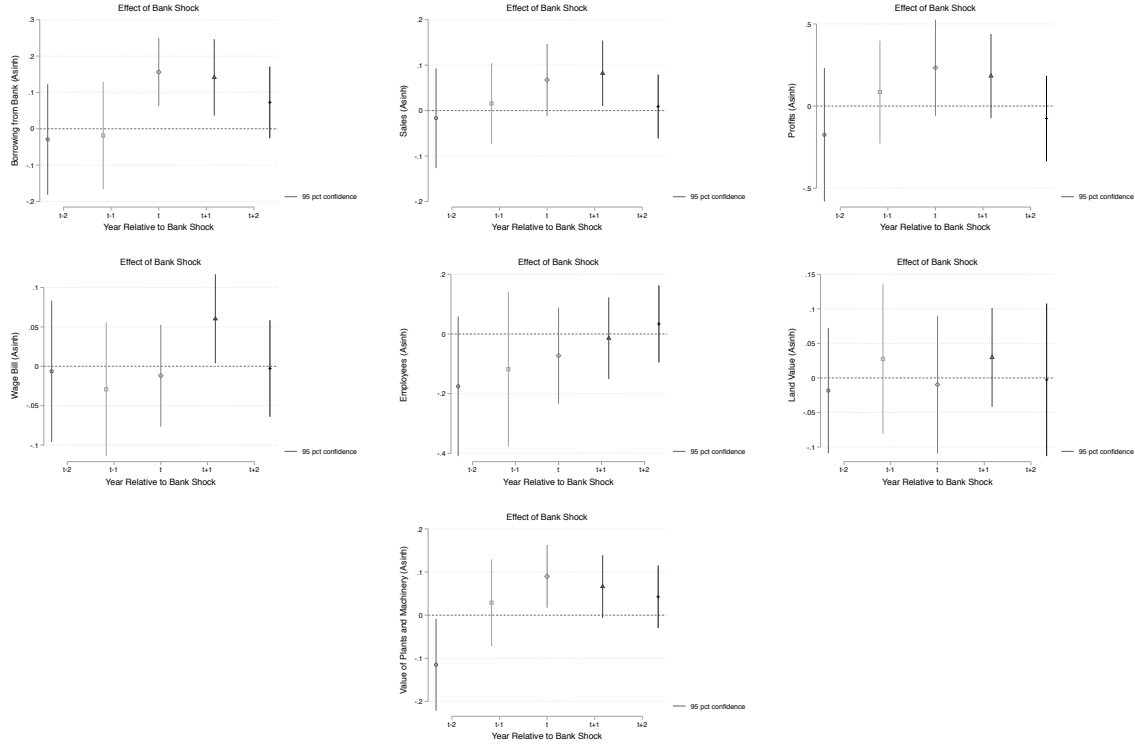 Effect of Bank Shock
Borrowing from Bank (Asinh)
.3
.2
.1
0
-.1
-.2
t-2 t-1 t t+1 t+2
Year Relative to Bank Shock
95 pct confidence
Effect of Bank Shock
Sales (Asinh)
.2
.1
0
-.1
-.2
t-2 t-1 t t+1 t+2
Year Relative to Bank Shock
95 pct confidence
Effect of Bank Shock
Profits (Asinh)
.5
0
-.5
t-2 t-1 t t+1 t+2
Year Relative to Bank Shock
95 pct confidence
Effect of Bank Shock
Wage Bill (Asinh)
.1
.05
0
-.05
-.1
t-2 t-1 t t+1 t+2
Year Relative to Bank Shock
95 pct confidence
Effect of Bank Shock
Employees (Asinh)
.2
0
-.2
-.4
t-2 t-1 t t+1 t+2
Year Relative to Bank Shock
95 pct confidence
Effect of Bank Shock
Land Value (Asinh)
.15
.1
.05
0
-.05
-.1
t-2 t-1 t t+1 t+2
Year Relative to Bank Shock
95 pct confidence
Effect of Bank Shock
Value of Plants and Machinery (Asinh)
.2
.1
0
-.1
-.2
t-2 t-1 t t+1 t+2
Year Relative to Bank Shock
95 pct confidence